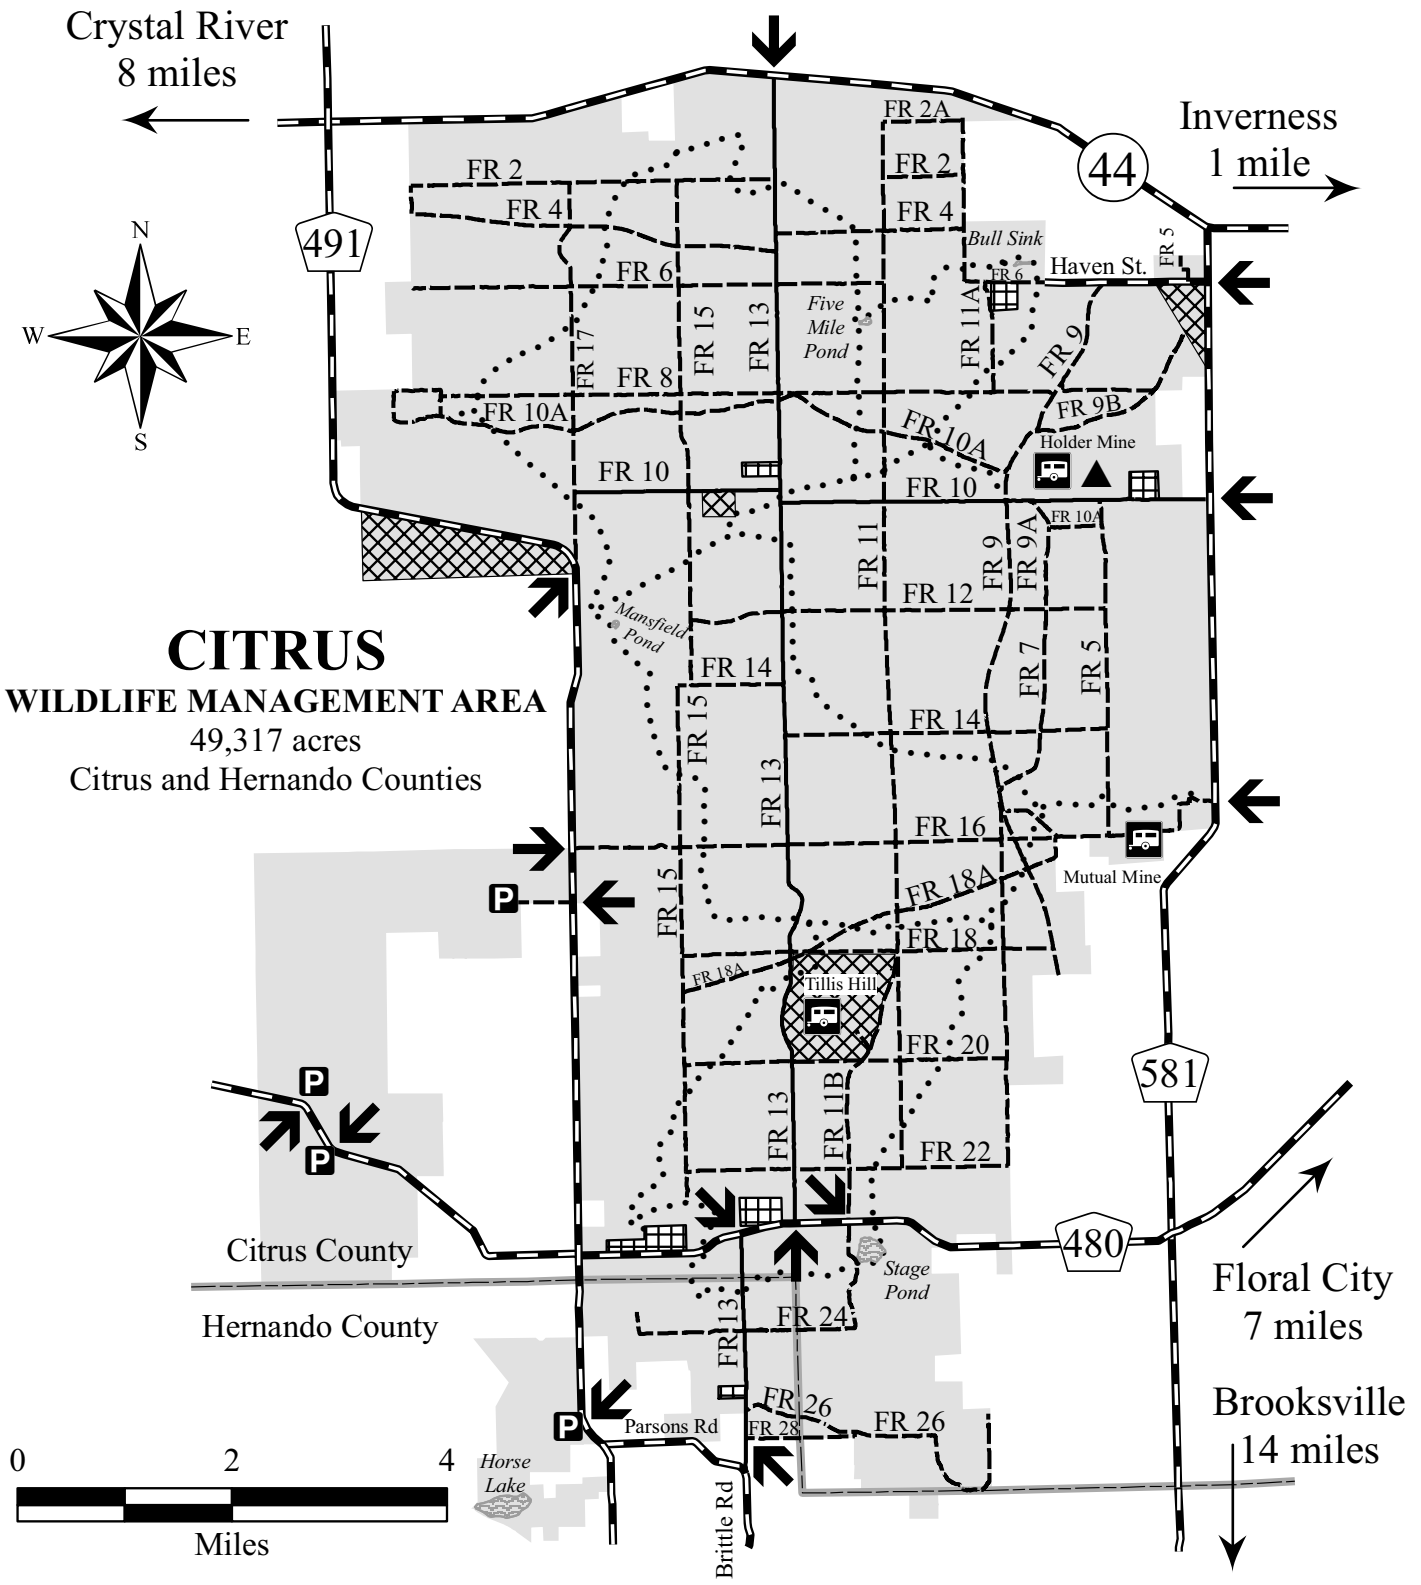 Crystal River
8 miles
Inverness
1 mile
44
491
N
W
E
S
FR 2A
FR 2
FR 2
FR 4
FR 4
Bull Sink
FR 5
FR 6
FR 6
Haven St.
Five
Mile
Pond
FR 17
FR 15
FR 13
FR 11A
FR 9
FR 8
FR 10A
FR 9B
FR 10A
Holder Mine
FR 10
FR 10
FR 10A
FR 11
FR 9
FR 9A
FR 12
Mansfield
Pond
CITRUS
WILDLIFE MANAGEMENT AREA
49,317 acres
Citrus and Hernando Counties
FR 14
FR 7
FR 5
FR 15
FR 14
FR 13
FR 16
P
FR 15
FR 18A
Mutual Mine
FR 18
FR 18A
Tillis Hill
FR 20
581
P
P
FR 13
FR 11B
FR 22
Citrus County
480
Stage
Pond
Floral City
7 miles
Hernando County
FR 13
FR 24
FR 26
FR 26
FR 28
Brooksville
14 miles
P
Parsons Rd
Horse
Lake
Brittle Rd
0
2
4
Miles